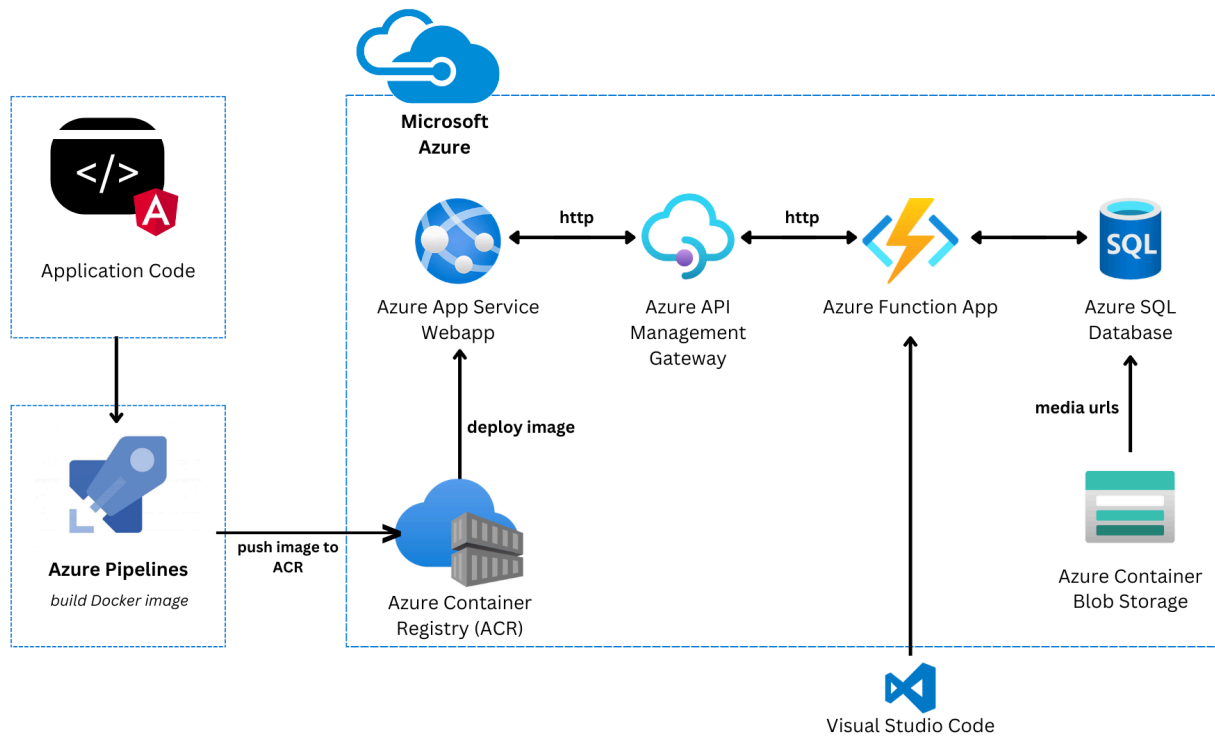 Microsoft
Azure
</>
A
Application Code
http
http
SQL
Azure App Service
Webapp
Azure API
Management
Gateway
Azure Function App
Azure SQL
Database
deploy image
media urls
Azure Pipelines
build Docker image
push image to
ACR
Azure Container
Registry (ACR)
Azure Container
Blob Storage
Visual Studio Code